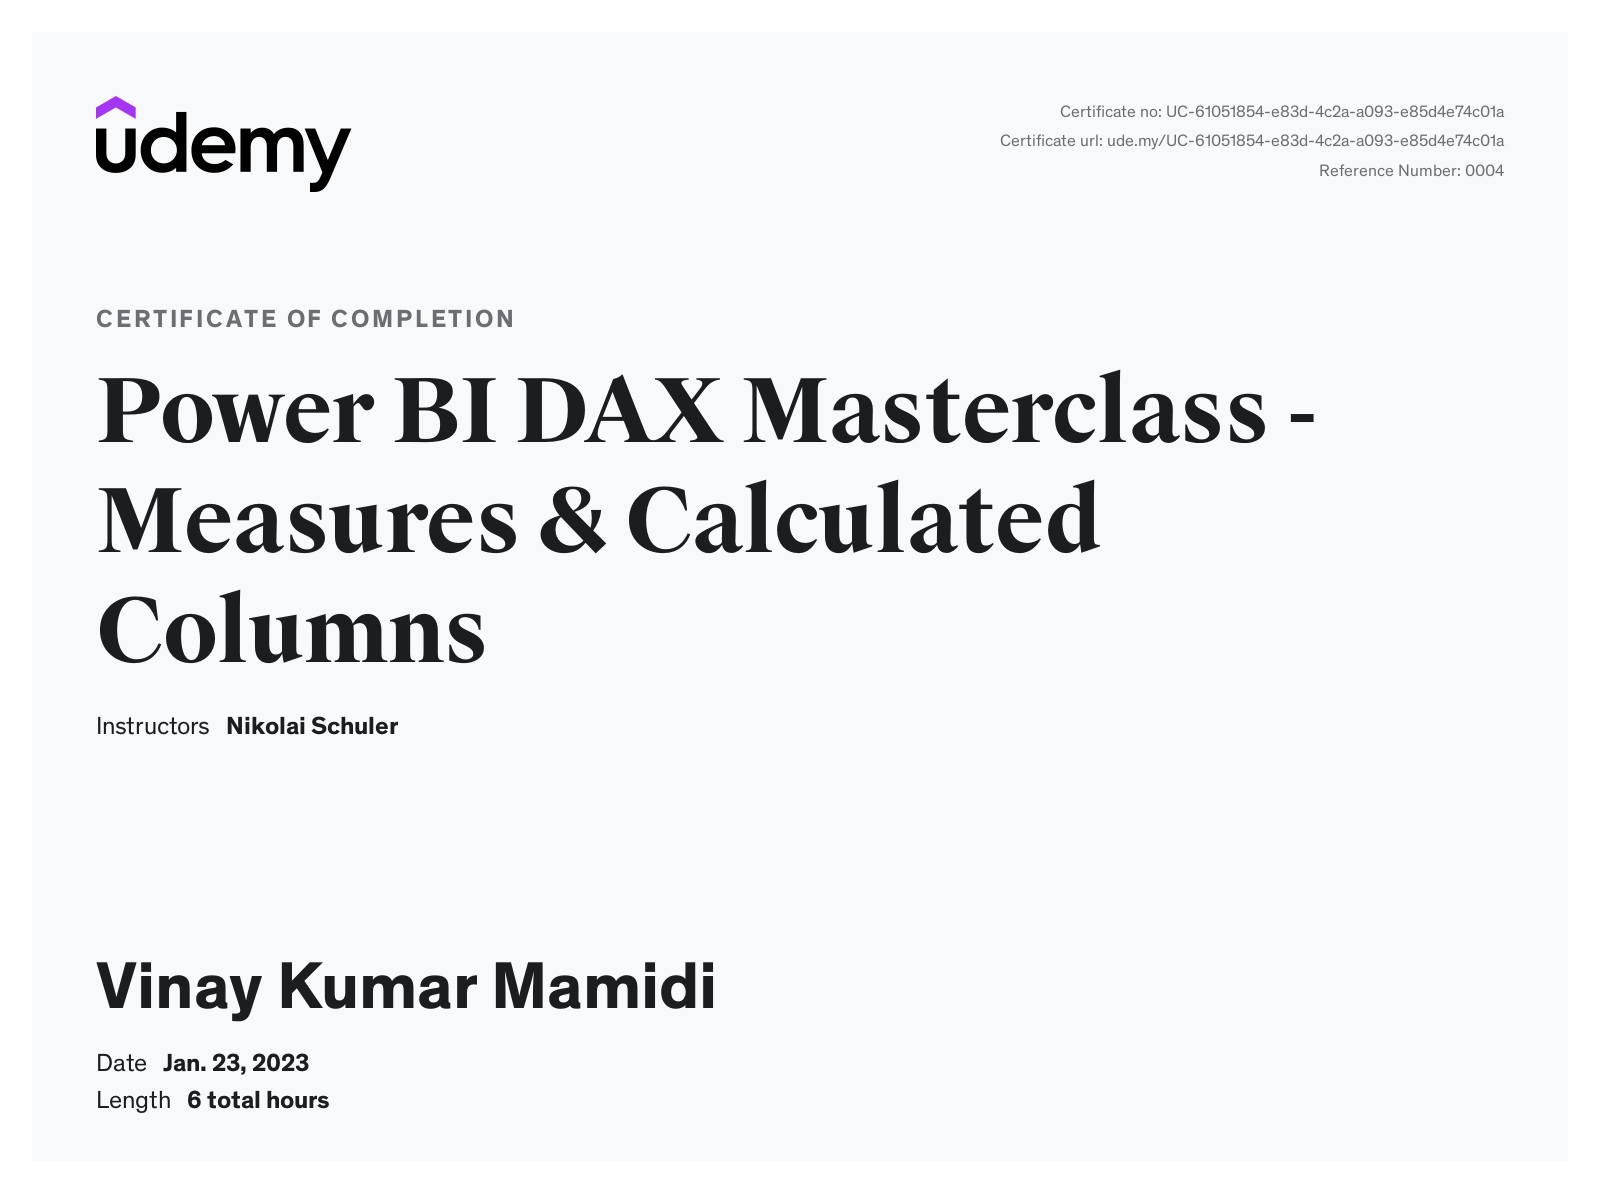 udemy
Certificate no: UC-61051854-e83d-4c2a-a093-e85d4e74c01a
Certificate url: ude.my/UC-61051854-e83d-4c2a-a093-e85d4e74c01a
Reference Number: 0004
CERTIFICATE OF COMPLETION
Power BI DAX Masterclass -
Measures & Calculated
Columns
Instructors Nikolai Schuler
Vinay Kumar Mamidi
Date Jan. 23, 2023
Length 6 total hours